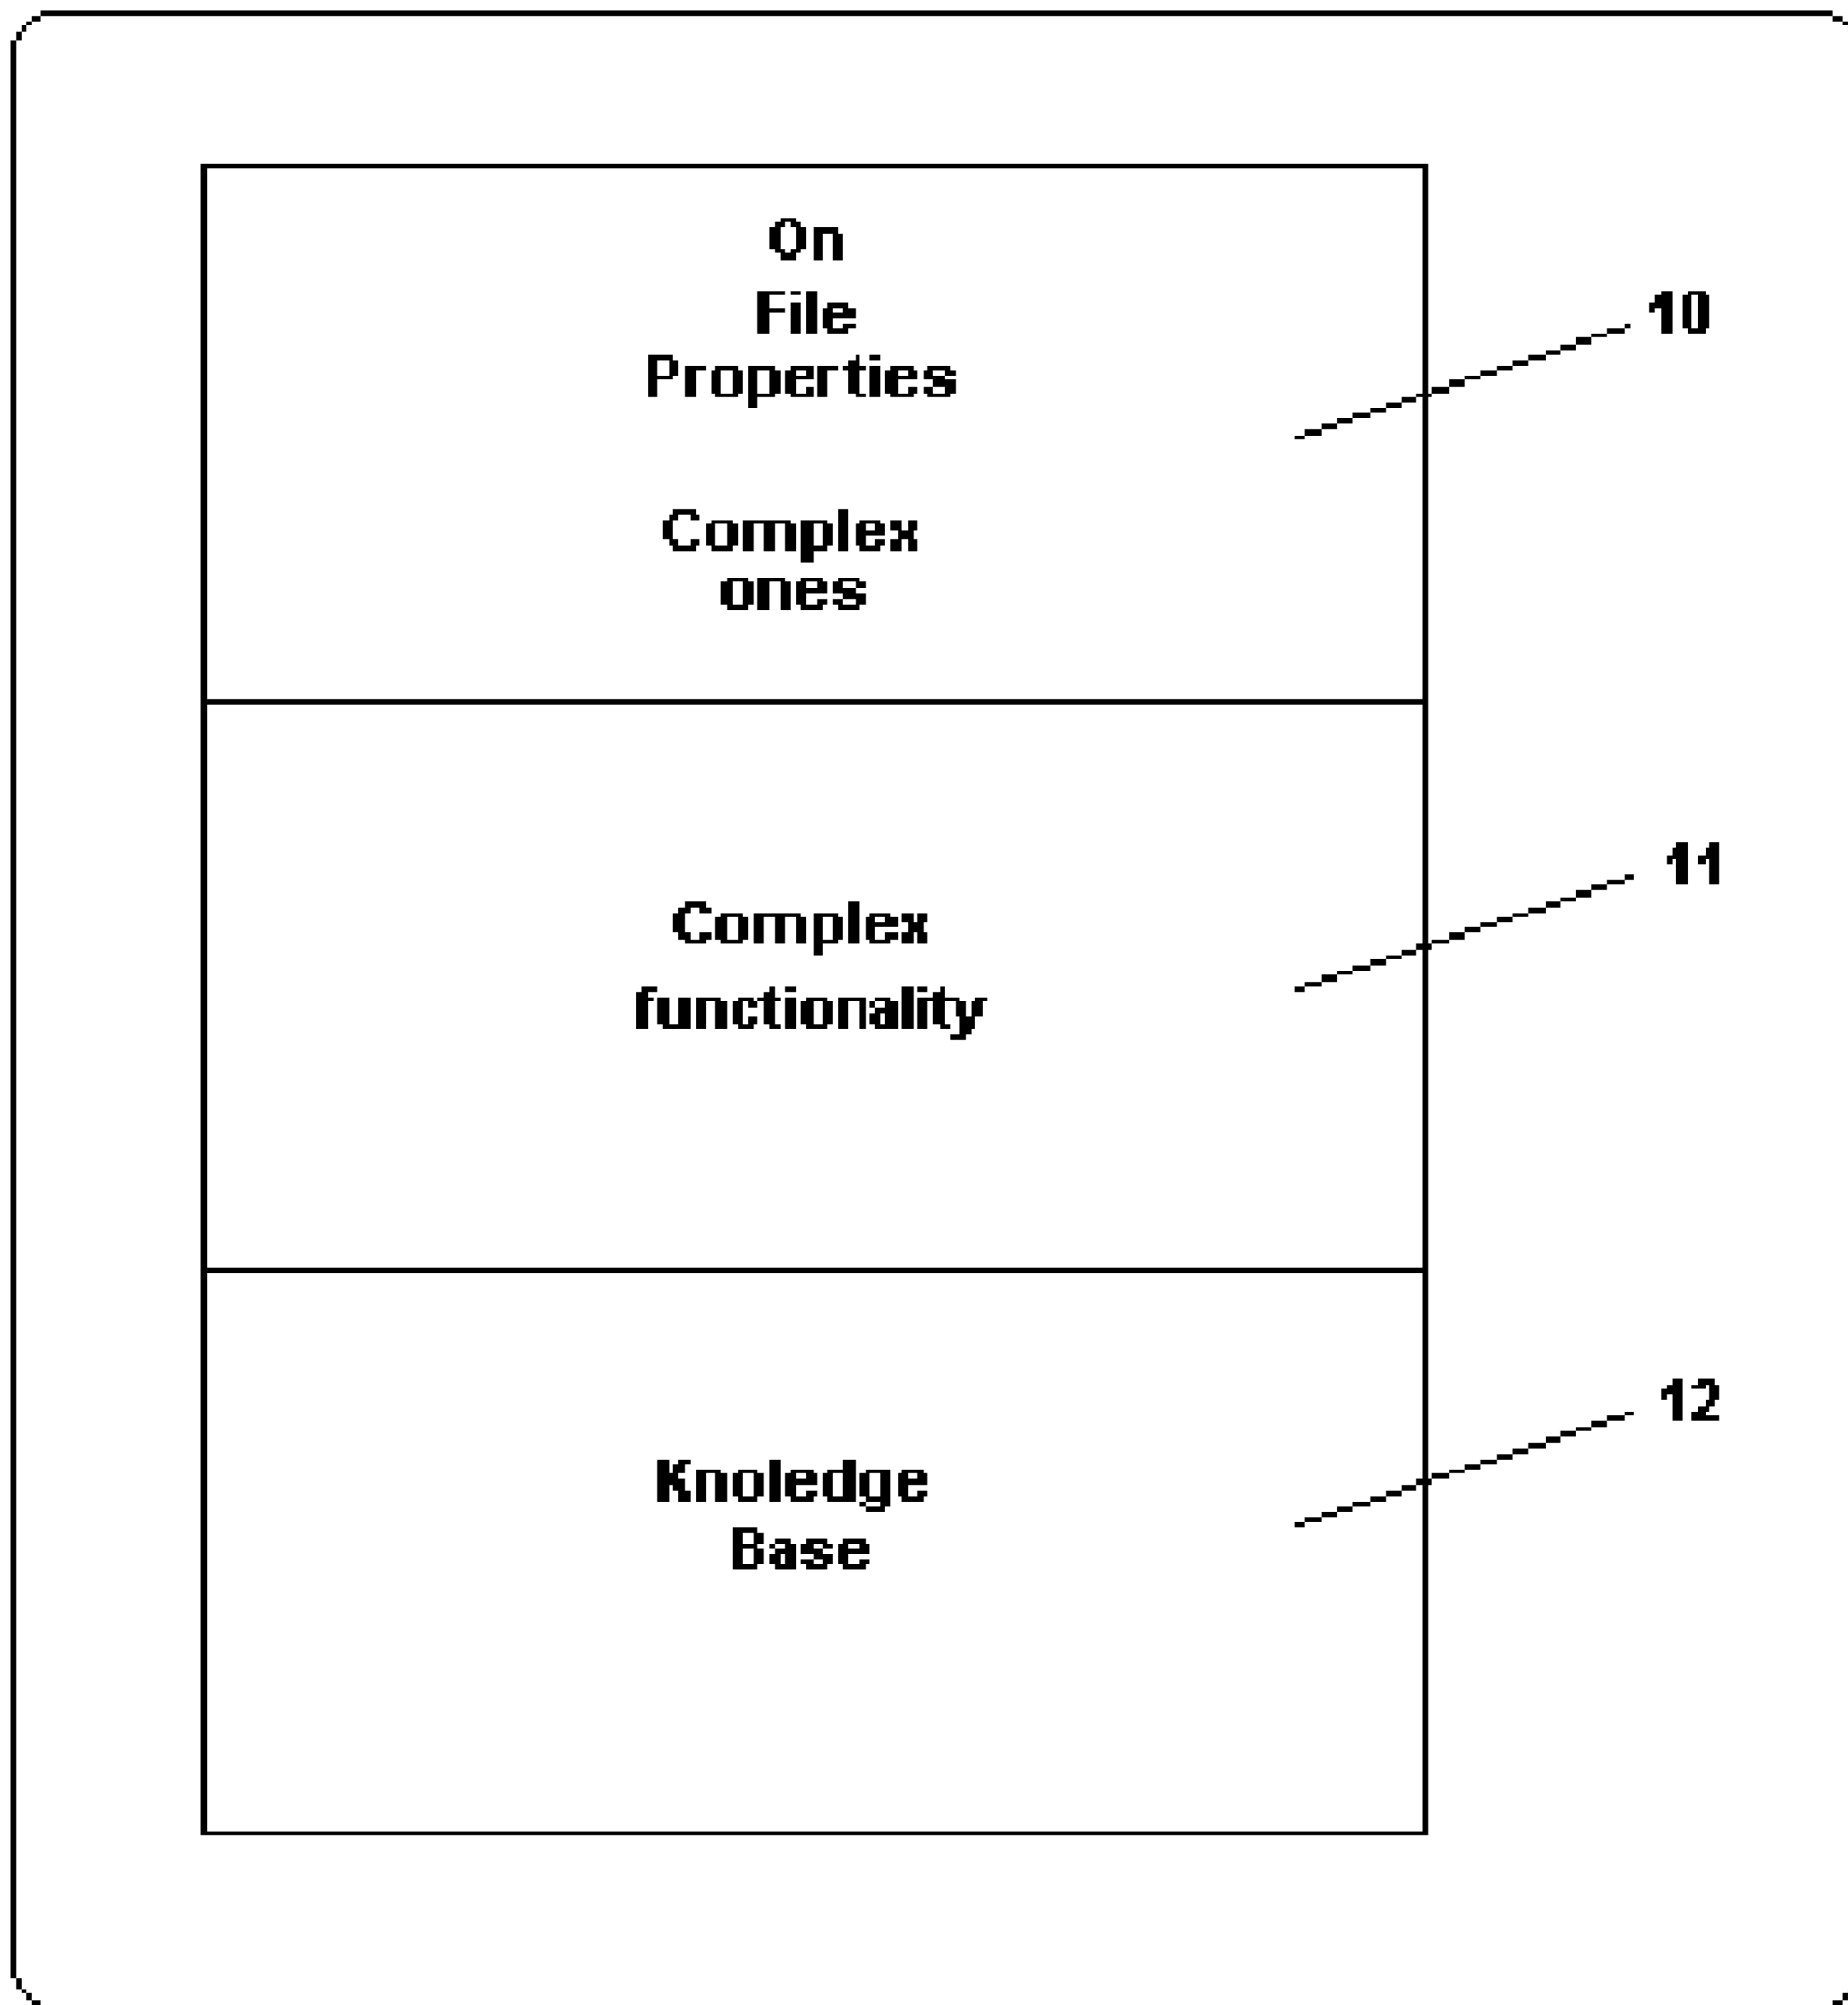 On
File
Properties
10
Complex
ones
11
Complex
functionality
12
Knoledge
Base